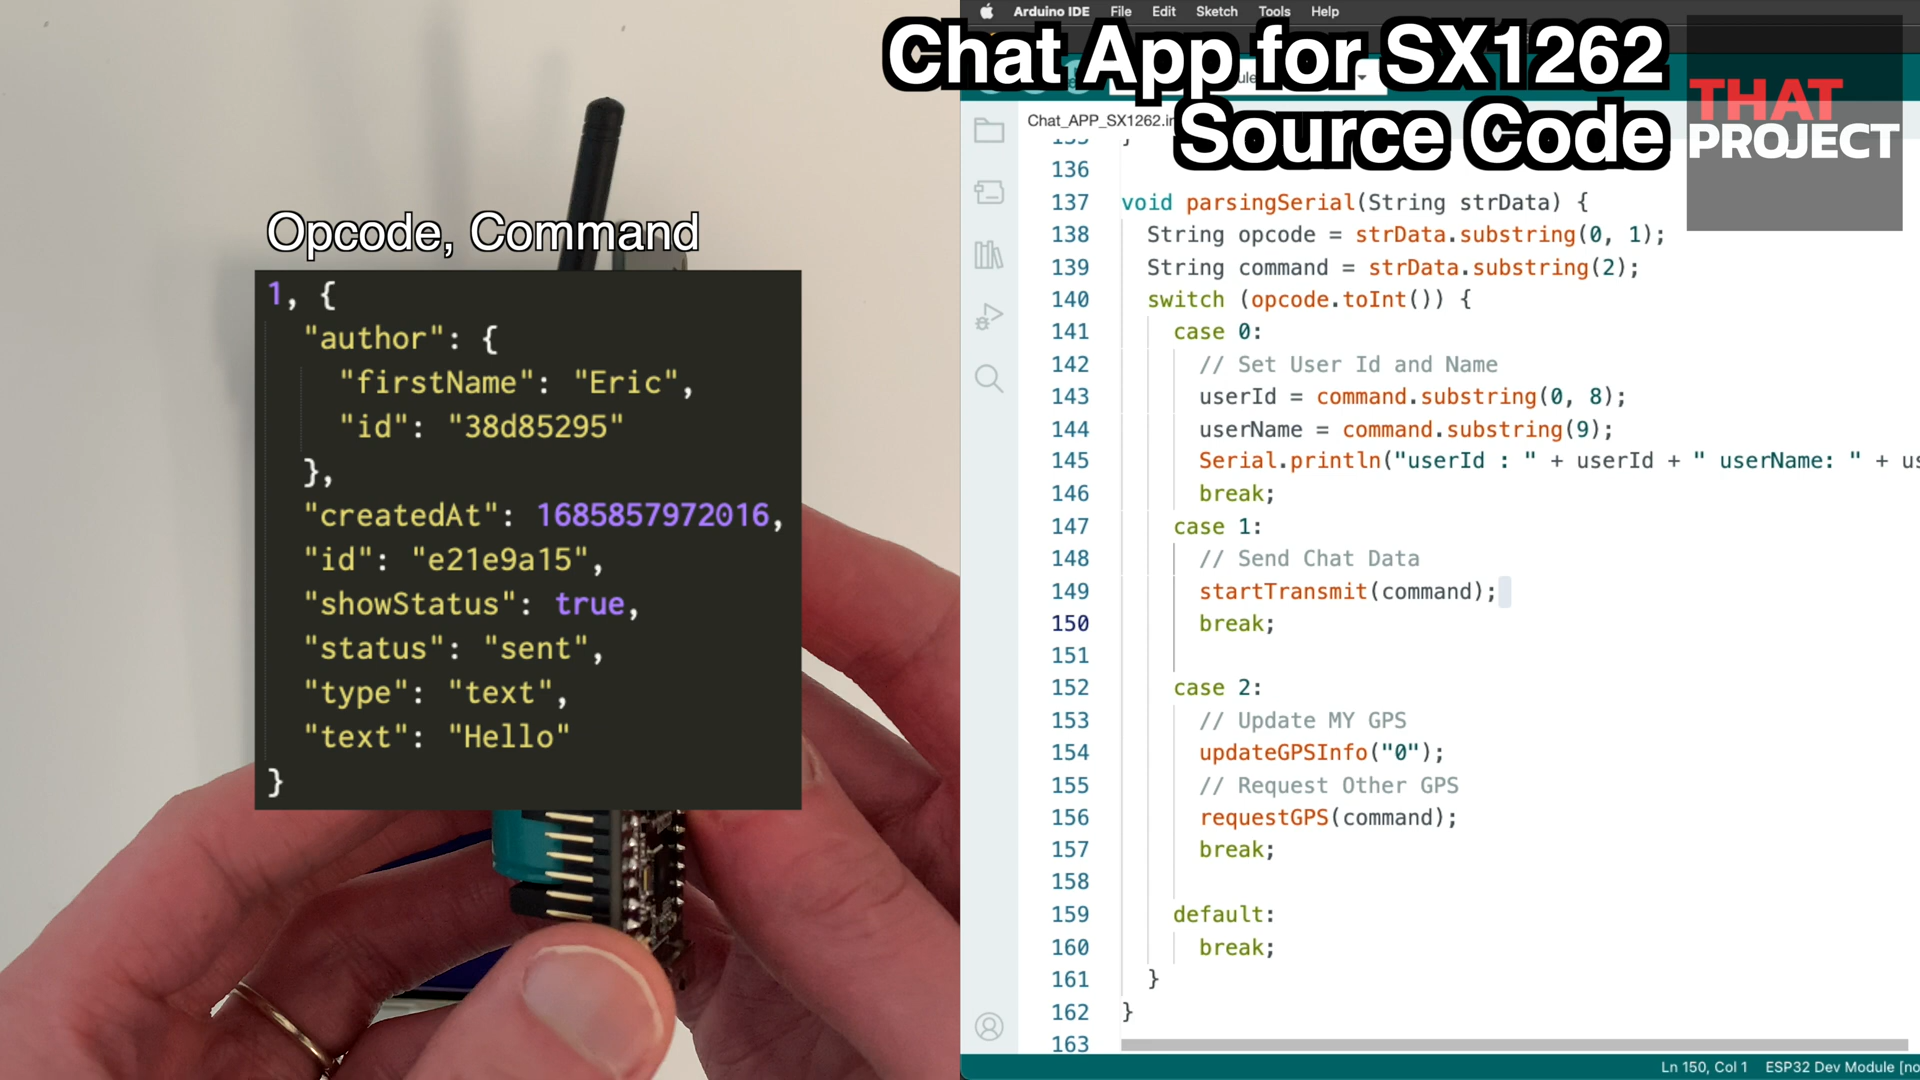 Arduino IDE File Edit Sketch Tools Help
Chat App for SX1262
Source Code
THAT
PROJECT
Opcode, Command
1, {
"author": {
"firstName": "Eric",
"id": "38d85295"
},
"createdAt": 1685857972016,
"id": "e21e9a15",
"showStatus": true,
"status": "sent",
"type": "text",
"text": "Hello"
}
136
137 void parsingSerial(String strData) {
138 String opcode = strData.substring(0, 1);
139 String command = strData.substring(2);
140 switch (opcode.toInt()) {
141 case 0:
142 // Set User Id and Name
143 userId = command.substring(0, 8);
144 userName = command.substring(9);
145 Serial.println("userId : " + userId + " userName: " + us
146 break;
147 case 1:
148 // Send Chat Data
149 startTransmit(command);
150 break;
151
152 case 2:
153 // Update MY GPS
154 updateGPSInfo("0");
155 // Request Other GPS
156 requestGPS(command);
157 break;
158
159 default:
160 break;
161 }
162 }
163
Ln 150, Col 1 ESP32 Dev Module [no